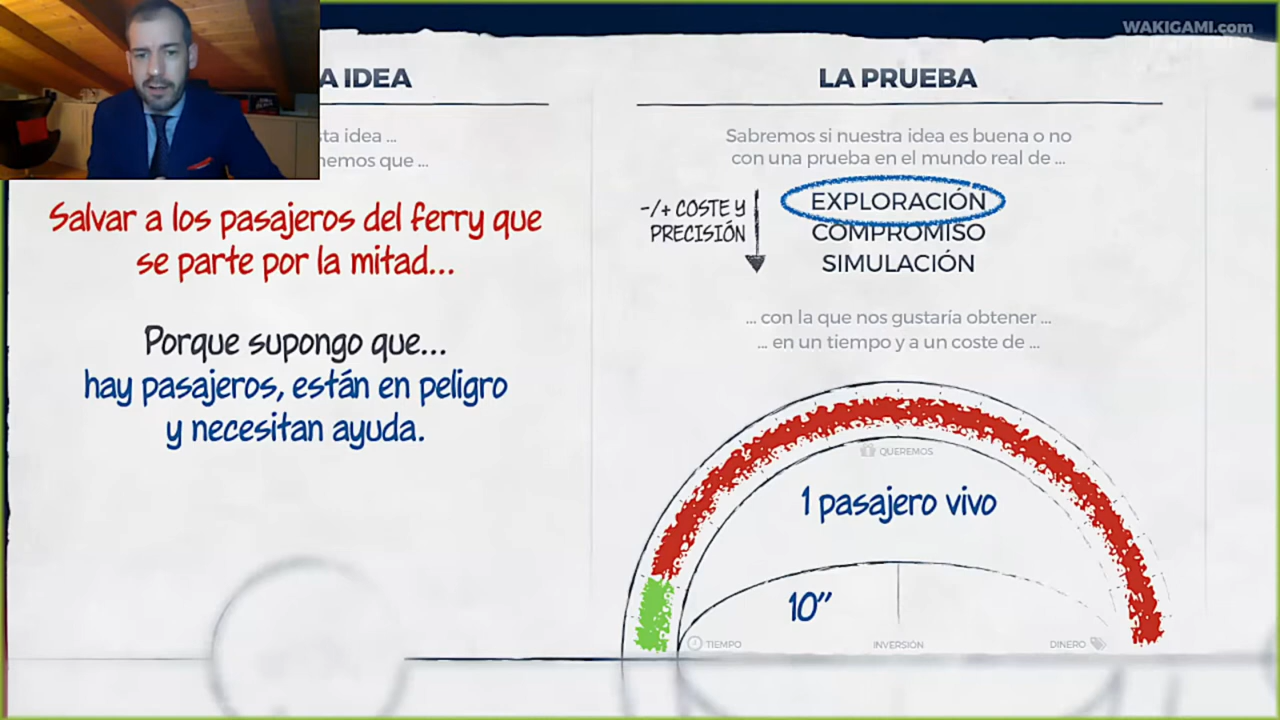 WAKIGAMI.com
A IDEA
sta idea ...
nemos que ...
Salvar a los pasajeros del ferry que
se parte por la mitad...
Porque supongo que...
hay pasajeros, están en peligro
y necesitan ayuda.
LA PRUEBA
Sabremos si nuestra idea es buena o no
con una prueba en el mundo real de ...
-/+ COSTE Y
PRECISIÓN
EXPLORACIÓN
COMPROMISO
SIMULACIÓN
... con la que nos gustaría obtener ...
... en un tiempo y a un coste de ...
QUEREMOS
1 pasajero vivo
10"
TIEMPO
INVERSIÓN
DINERO